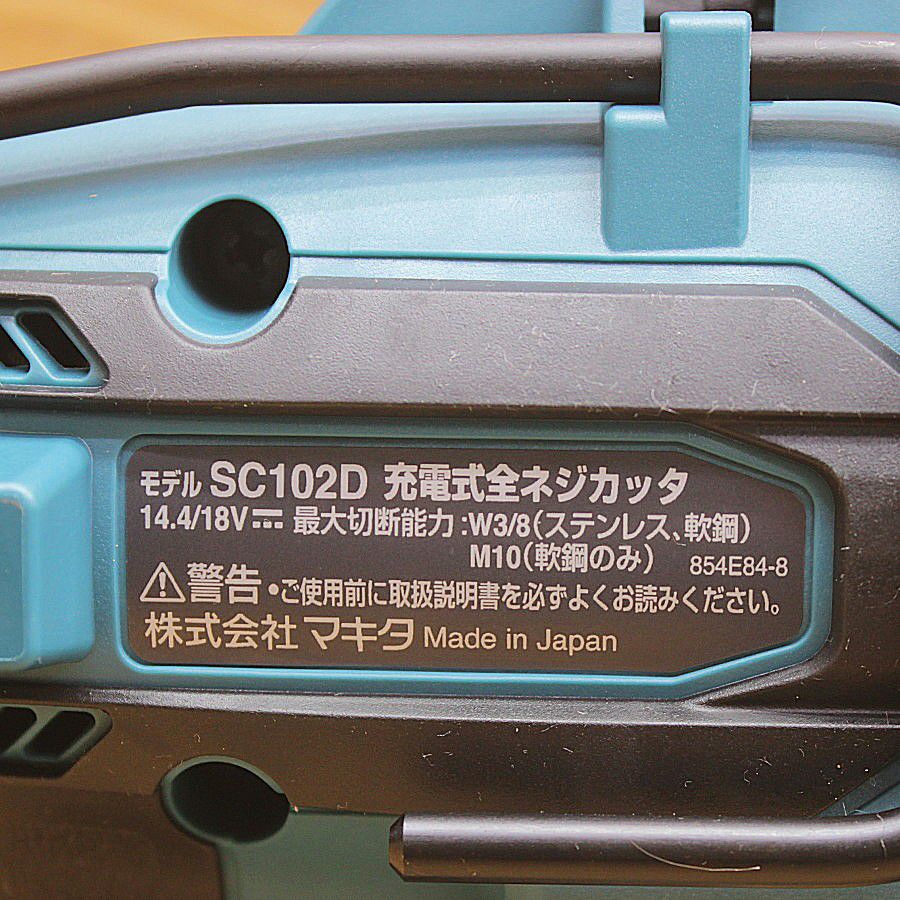 モデル SC102D 充電式全ネジカッタ
14.4/18V⎓ 最大切断能力:W3/8(ステンレス、軟鋼)
M10(軟鋼のみ) 854E84-8
⚠警告 •ご使用前に取扱説明書を必ずよくお読みください。
株式会社 マキタ Made in Japan